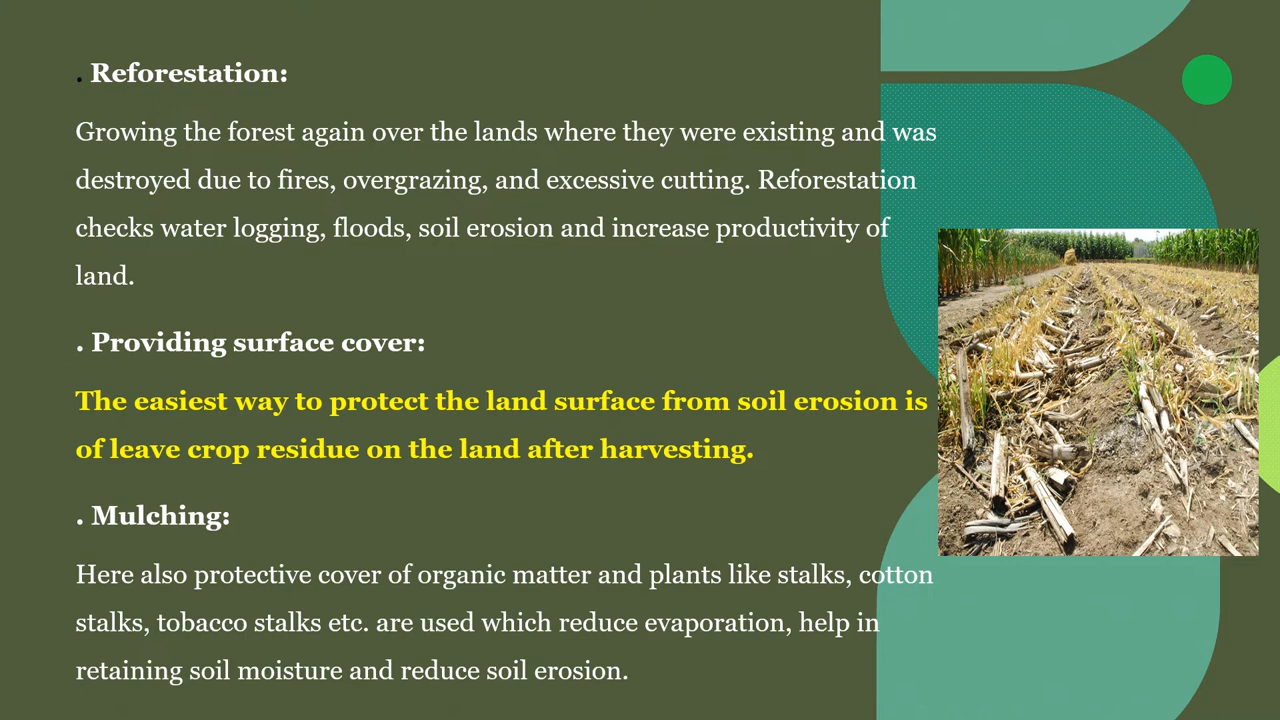 . Reforestation:
Growing the forest again over the lands where they were existing and was
destroyed due to fires, overgrazing, and excessive cutting. Reforestation
checks water logging, floods, soil erosion and increase productivity of
land.
. Providing surface cover:
The easiest way to protect the land surface from soil erosion is
of leave crop residue on the land after harvesting.
. Mulching:
Here also protective cover of organic matter and plants like stalks, cotton
stalks, tobacco stalks etc. are used which reduce evaporation, help in
retaining soil moisture and reduce soil erosion.